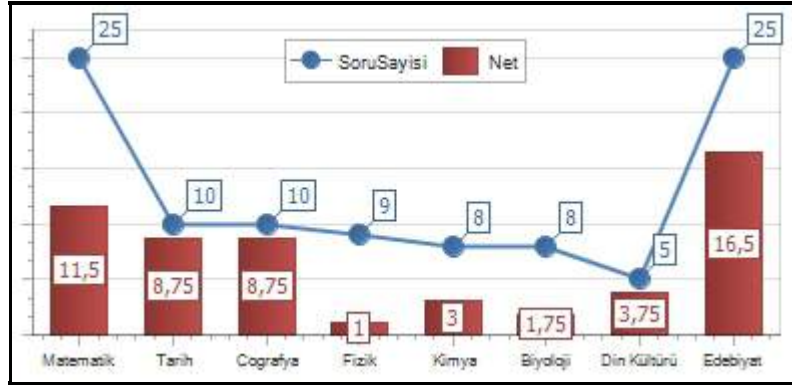 25
25
SoruSayisi
Net
10
10
9
8
8
5
11,5
8,75
8,75
1
3
1,75
3,75
16,5
Matematik
Tarih
Cografya
Fizik
Kimya
Biyoloji
Din Kültürü
Edebiyat